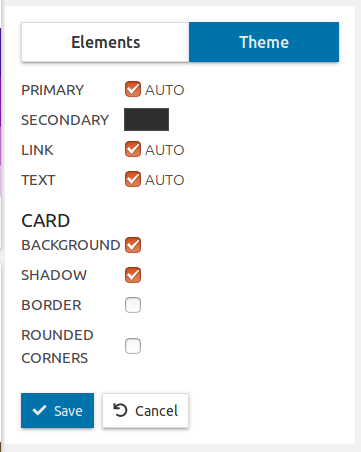 Elements Theme
PRIMARY AUTO
SECONDARY
LINK AUTO
TEXT AUTO
CARD
BACKGROUND
SHADOW
BORDER
ROUNDED
CORNERS
Save Cancel